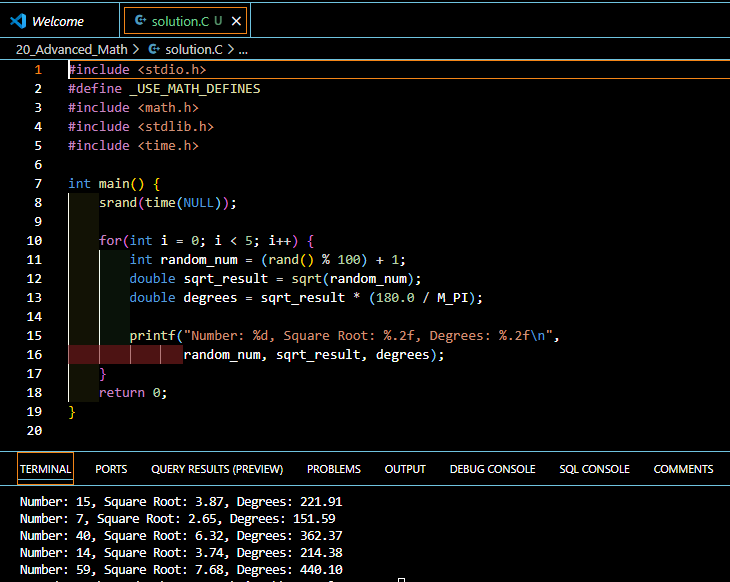 Welcome solution.C U
20_Advanced_Math > solution.C > ...
1 #include <stdio.h>
2 #define _USE_MATH_DEFINES
3 #include <math.h>
4 #include <stdlib.h>
5 #include <time.h>
6
7 int main() {
8     srand(time(NULL));
9
10     for(int i = 0; i < 5; i++) {
11         int random_num = (rand() % 100) + 1;
12         double sqrt_result = sqrt(random_num);
13         double degrees = sqrt_result * (180.0 / M_PI);
14
15         printf("Number: %d, Square Root: %.2f, Degrees: %.2f\n",
16                random_num, sqrt_result, degrees);
17     }
18     return 0;
19 }
20
TERMINAL PORTS QUERY RESULTS (PREVIEW) PROBLEMS OUTPUT DEBUG CONSOLE SQL CONSOLE COMMENTS
Number: 15, Square Root: 3.87, Degrees: 221.91
Number: 7, Square Root: 2.65, Degrees: 151.59
Number: 40, Square Root: 6.32, Degrees: 362.37
Number: 14, Square Root: 3.74, Degrees: 214.38
Number: 59, Square Root: 7.68, Degrees: 440.10